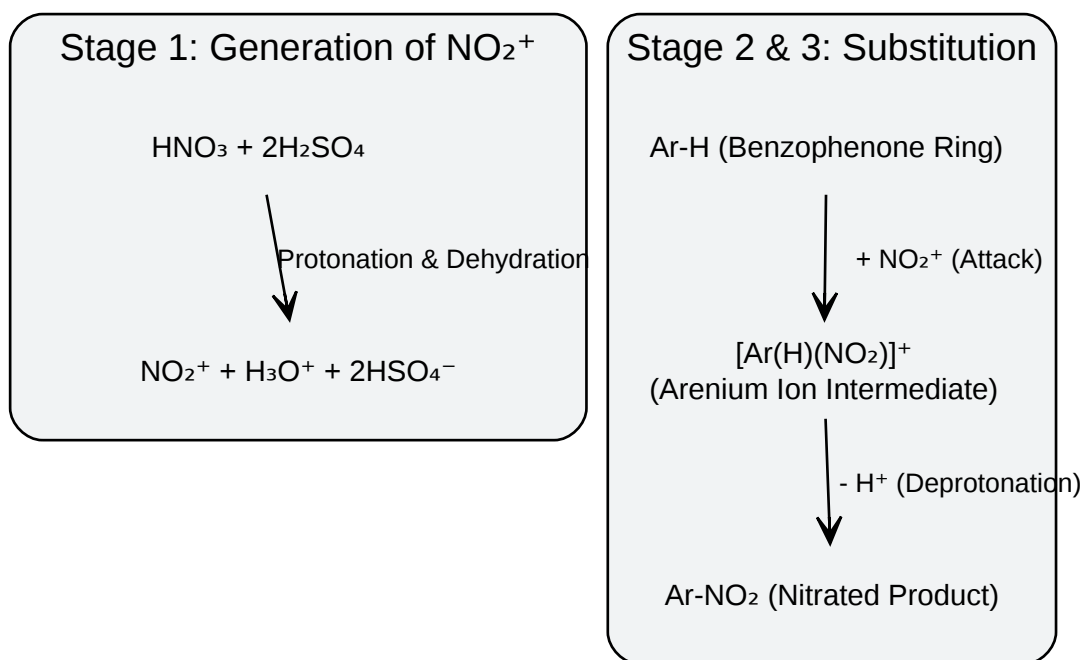 Stage 1: Generation of NO₂⁺
HNO₃ + 2H₂SO₄
Protonation & Dehydration
NO₂⁺ + H₃O⁺ + 2HSO₄⁻
Stage 2 & 3: Substitution
Ar-H (Benzophenone Ring)
+ NO₂⁺ (Attack)
[Ar(H)(NO₂)]⁺
(Arenium Ion Intermediate)
- H⁺ (Deprotonation)
Ar-NO₂ (Nitrated Product)